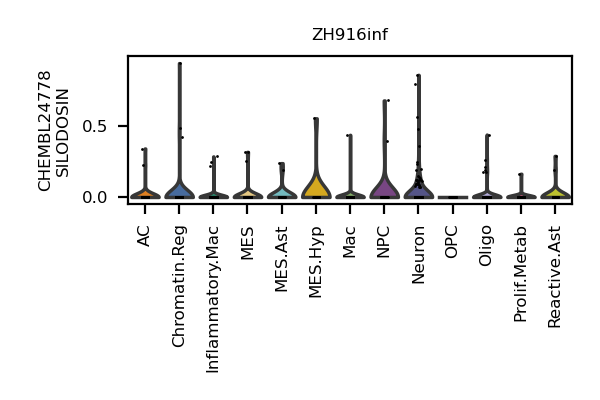 ZH916inf
CHEMBL24778
SILODOSIN
0.5
0.0
AC
Chromatin.Reg
Inflammatory.Mac
MES
MES.Ast
MES.Hyp
Mac
NPC
Neuron
OPC
Oligo
Prolif.Metab
Reactive.Ast